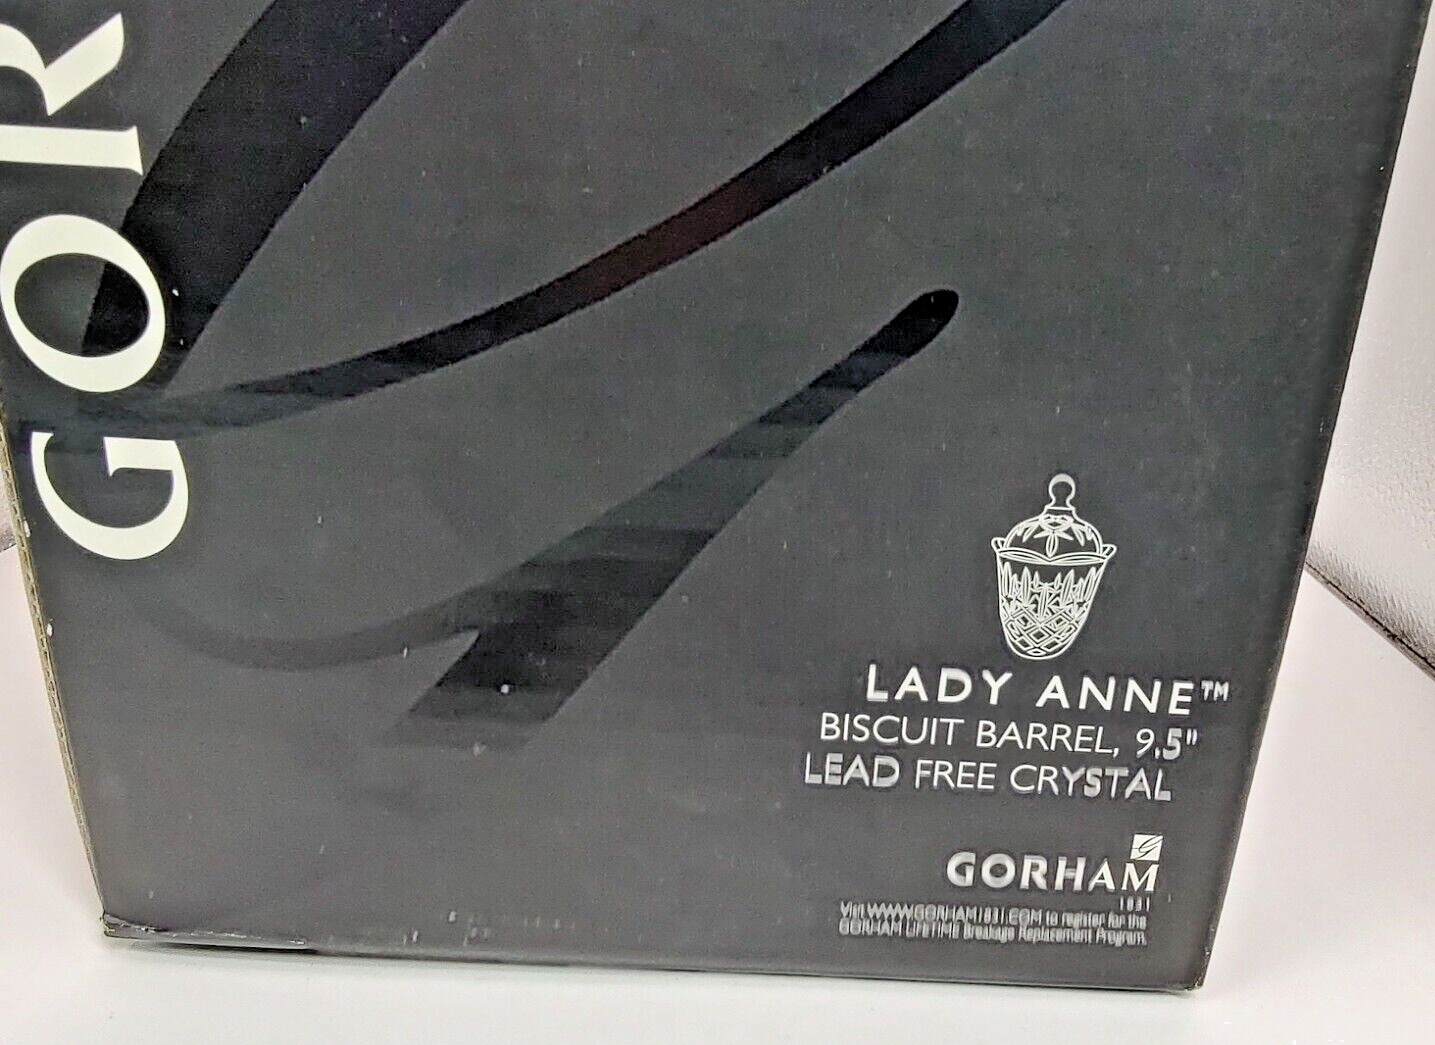 GOR
LADY ANNE™
BISCUIT BARREL, 9.5"
LEAD FREE CRYSTAL
GORHAM
1831
Visit WWW.GORHAM1831.COM to register for the
GORHAM LIFETIME Breakage Replacement Program.